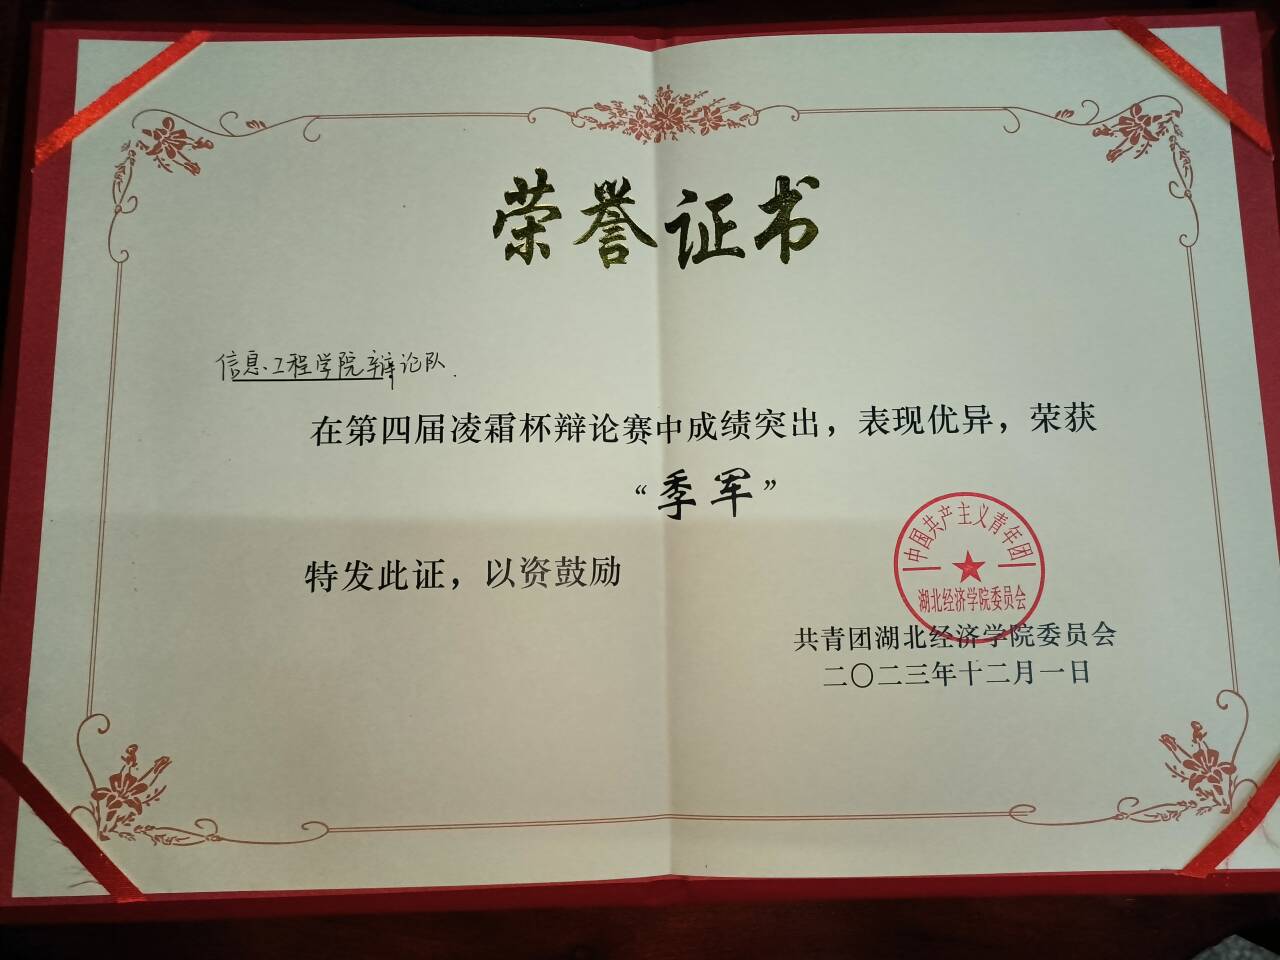 荣誉证书
信息工程学院辩论队.
在第四届凌霜杯辩论赛中成绩突出，表现优异，荣获
“季军”
特发此证，以资鼓励
中国共产主义青年团
湖北经济学院委员会
共青团湖北经济学院委员会
二〇二三年十二月一日